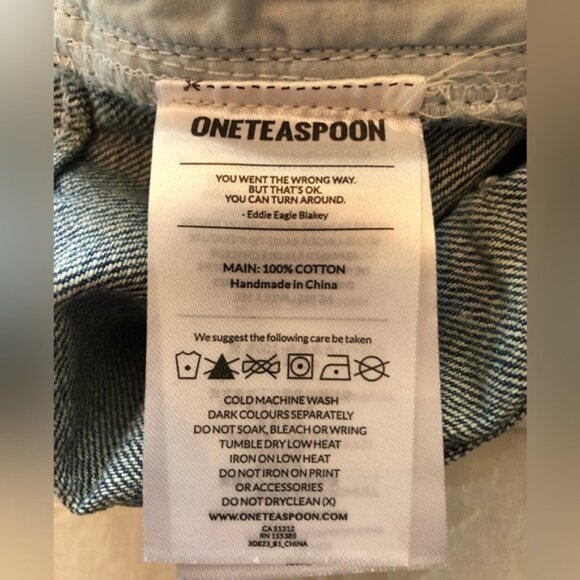 ONETEASPOON
YOU WENT THE WRONG WAY.
BUT THAT'S OK.
YOU CAN TURN AROUND.
- Eddie Eagle Blakey
MAIN: 100% COTTON
Handmade in China
We suggest the following care be taken
COLD MACHINE WASH
DARK COLOURS SEPARATELY
DO NOT SOAK, BLEACH OR WRING
TUMBLE DRY LOW HEAT
IRON ON LOW HEAT
DO NOT IRON ON PRINT
OR ACCESSORIES
DO NOT DRYCLEAN (X)
WWW.ONETEASPOON.COM
CA 51312
RN 155385
X0823_B1_CHINA